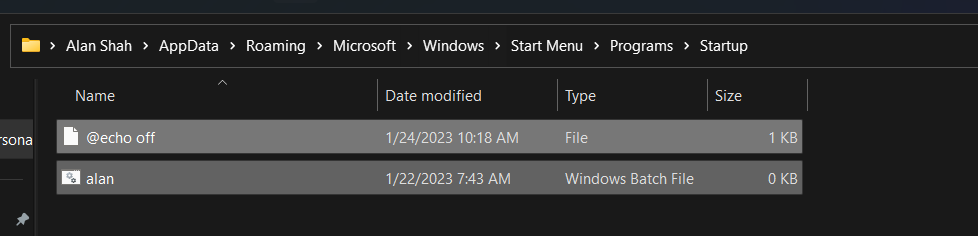 Alan Shah > AppData > Roaming > Microsoft > Windows > Start Menu > Programs > Startup
Name Date modified Type Size
rsona
@echo off 1/24/2023 10:18 AM File 1 KB
alan 1/22/2023 7:43 AM Windows Batch File 0 KB